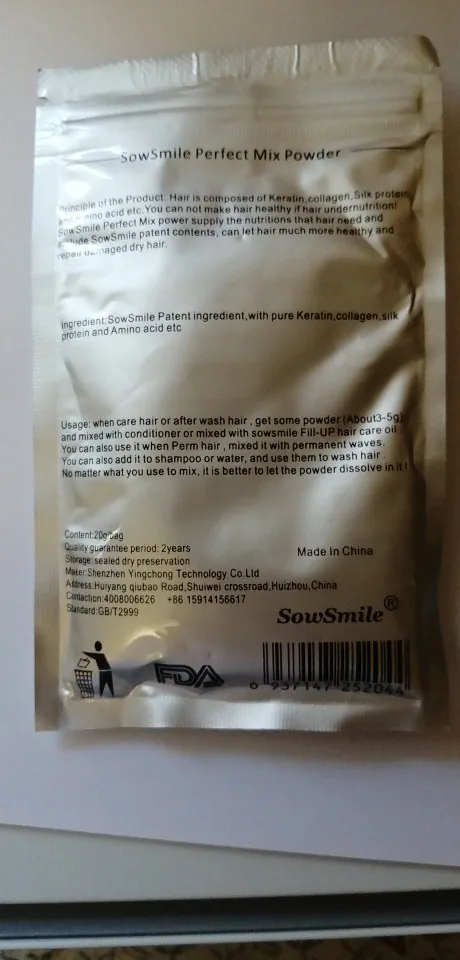 SowSmile Perfect Mix Powder
Principle of the Product: Hair is composed of Keratin,collagen,Silk protein
and amino acid etc.You can not make hair healthy if hair undernutrition!
SowSmile Perfect Mix power supply the nutritions that hair need and
include SowSmile patent contents, can let hair much more healthy and
repair damaged dry hair.
Ingredient:SowSmile Patent ingredient,with pure Keratin,collagen,silk
protein and Amino acid etc
Usage: when care hair or after wash hair , get some powder (About3-5g)
and mixed with conditioner or mixed with sowsmile Fill-UP hair care oil .
You can also use it when Perm hair , mixed it with permanent waves.
You can also add it to shampoo or water, and use them to wash hair .
No matter what you use to mix, it is better to let the powder dissolve in it!
Content:20g/bag
Quality guarantee period: 2years
Made In China
Storage: sealed dry preservation
Maker:Shenzhen Yingchong Technology Co.Ltd
Address:Huiyang qiubao Road,Shuiwei crossroad,Huizhou,China
Contaction:4008006626 +86 15914156617
Standard:GB/T2999
SowSmile®
FDA
6 937147 252044